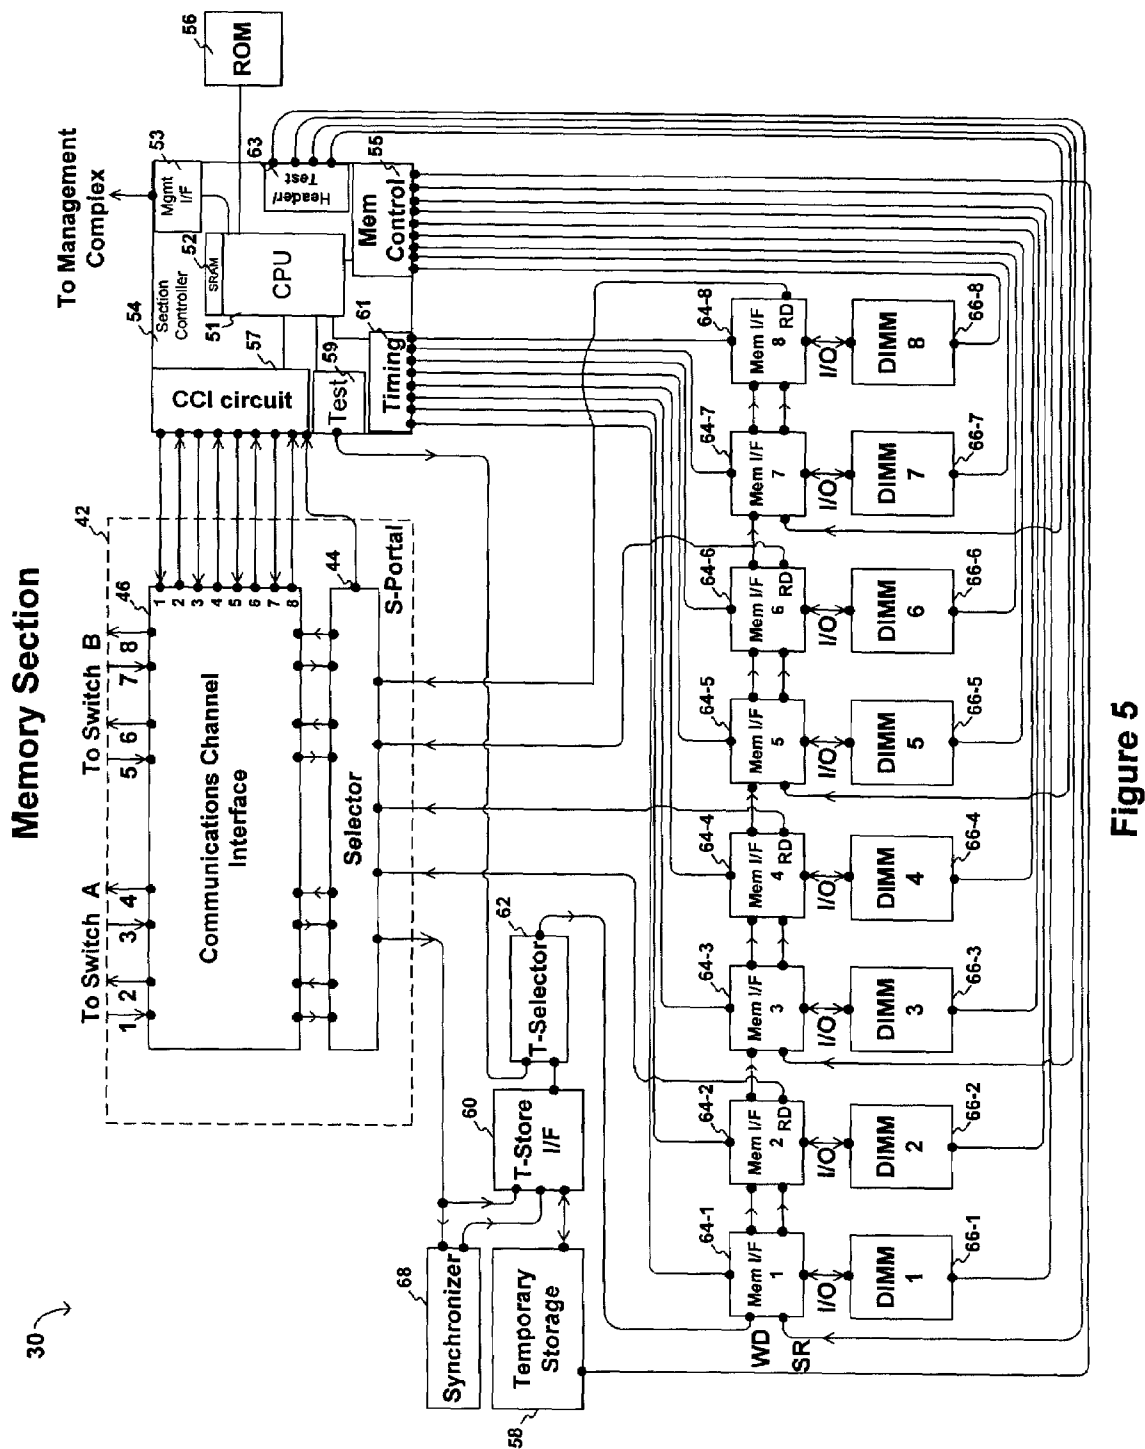 Memory Section
30
To Switch A
To Switch B
1 2 3 4 5 6 7 8
42
46
Communications Channel
Interface
1
2
3
4
5
6
7
8
Selector
44
S-Portal
To Management
Complex
54
Section
Controller
Mgmt
I/F
53
SRAM
52
CPU
51
57
CCI circuit
Test
59
Timing
61
Header/
Test
63
Mem
Control
55
ROM
56
Synchronizer
68
Temporary
Storage
58
T-Store
I/F
60
T-Selector
62
WD
SR
64-1
Mem I/F
1
I/O
DIMM
1
66-1
64-2
Mem I/F
2
RD
I/O
DIMM
2
66-2
64-3
Mem I/F
3
I/O
DIMM
3
66-3
64-4
Mem I/F
4
RD
I/O
DIMM
4
66-4
64-5
Mem I/F
5
I/O
DIMM
5
66-5
64-6
Mem I/F
6
RD
I/O
DIMM
6
66-6
64-7
Mem I/F
7
I/O
DIMM
7
66-7
64-8
Mem I/F
8
RD
I/O
DIMM
8
66-8
Figure 5